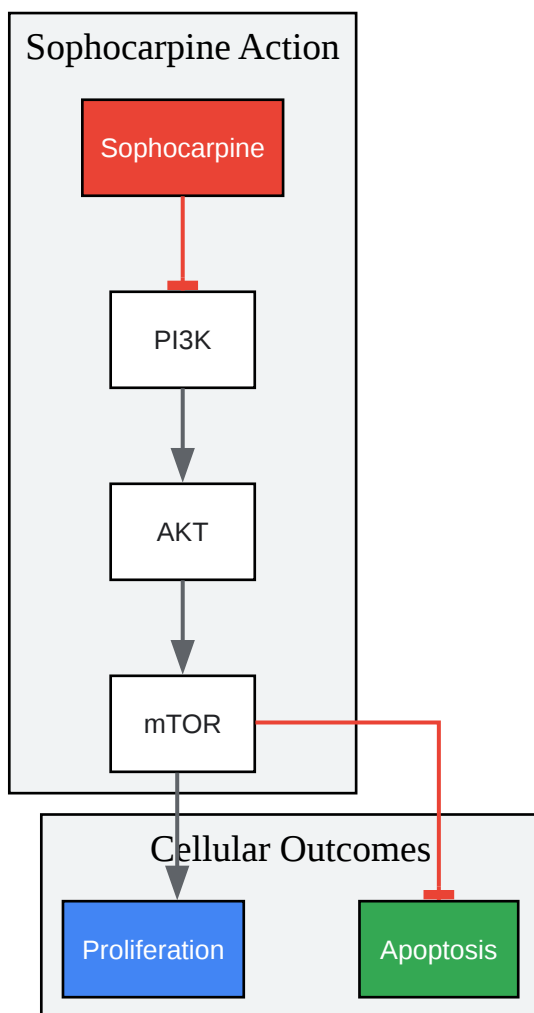 Sophocarpine Action
Sophocarpine
PI3K
AKT
mTOR
Cellular Outcomes
Proliferation
Apoptosis